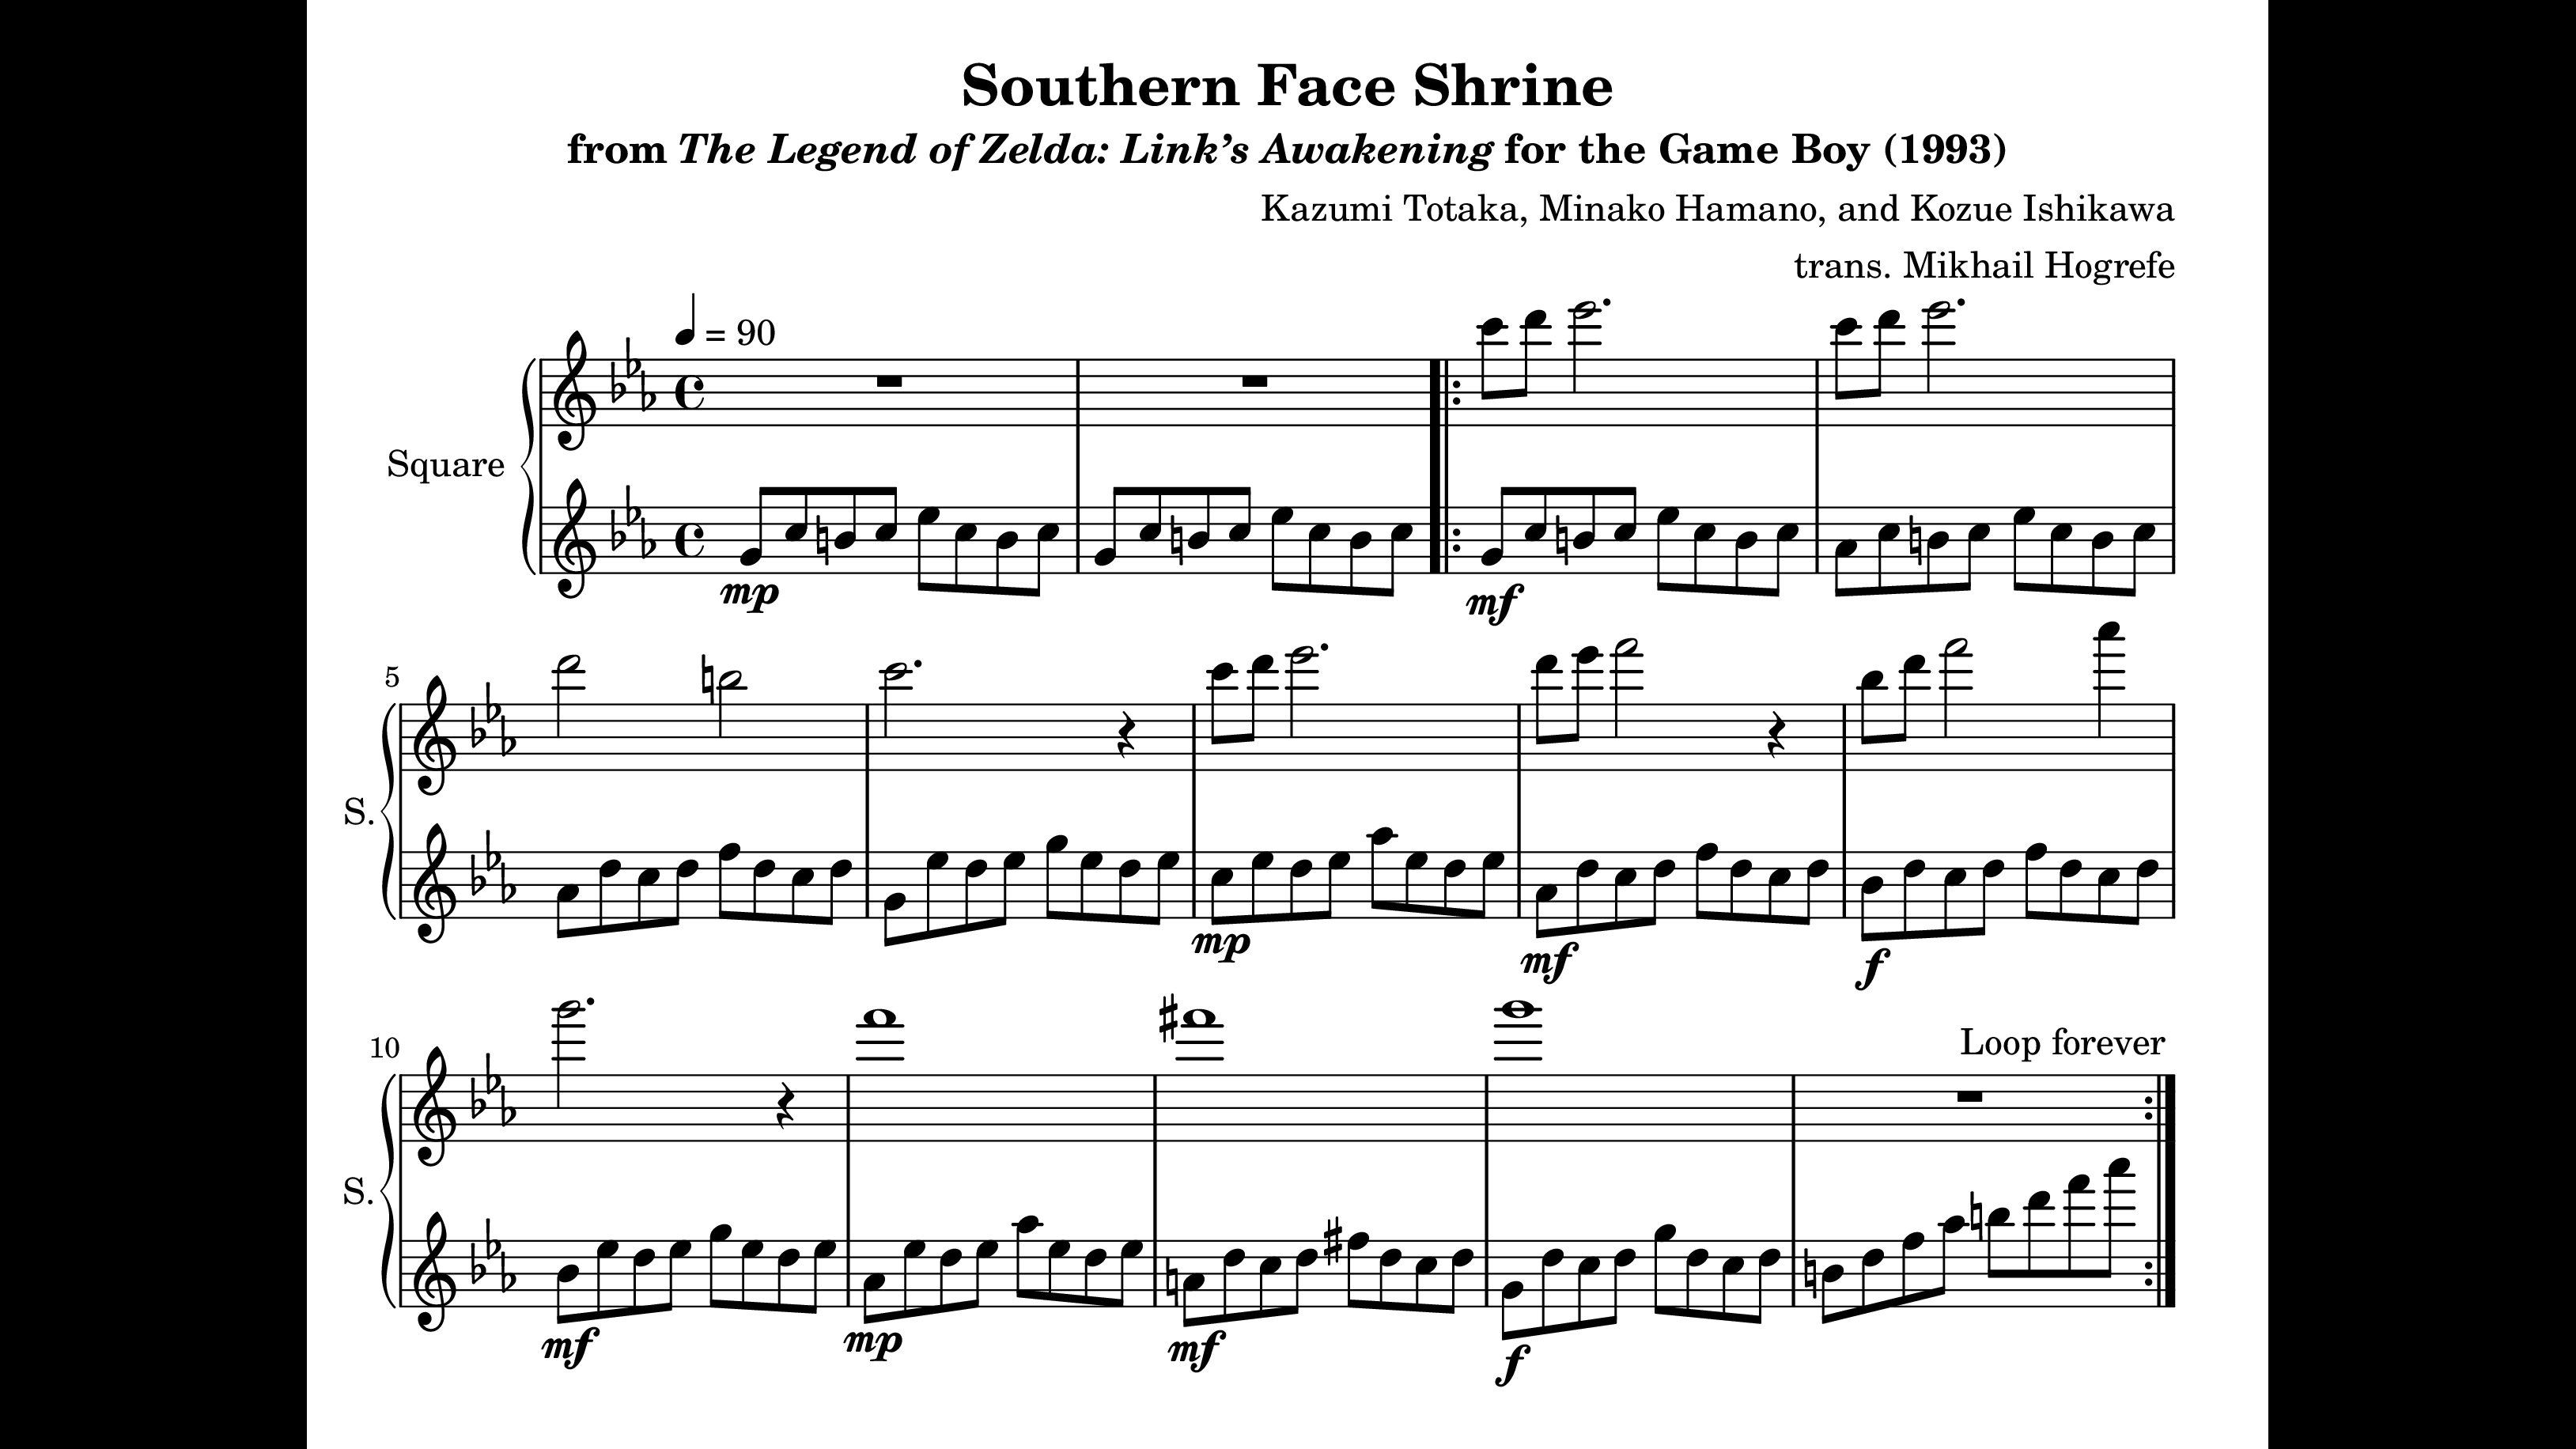 Southern Face Shrine
from The Legend of Zelda: Link’s Awakening for the Game Boy (1993)
Kazumi Totaka, Minako Hamano, and Kozue Ishikawa
trans. Mikhail Hogrefe
= 90
Square
mp
mf
5
S.
mp
mf
f
10
Loop forever
S.
mf
mp
mf
f